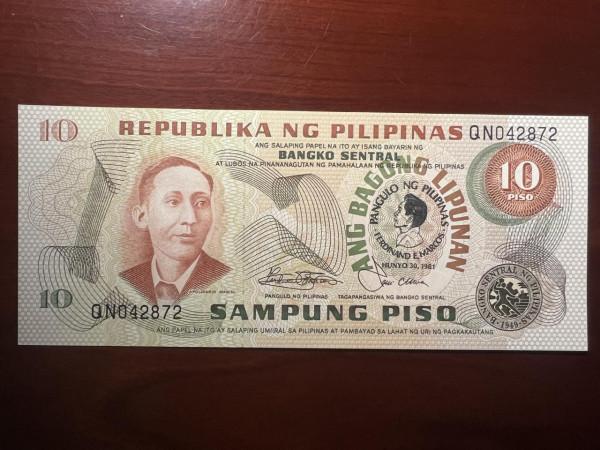 10
REPUBLIKA NG PILIPINAS QN042872
ANG SALAPING PAPEL NA ITO AY ISANG BAYARIN NG
BANGKO SENTRAL
AT LUBOS NA PINANANAGUTAN NG PAMAHALAAN NG REPUBLIKA NG PILIPINAS
ANG BAGONG LIPUNAN
PANGULO NG PILIPINAS
FERDINAND E. MARCOS
HUNYO 30, 1981
10
PISO
APOLINARIO MABINI
PANGULO NG PILIPINAS TAGAPANGASIWA NG BANGKO SENTRAL
BANGKO SENTRAL NG PILIPINAS
1949
10
QN042872
SAMPUNG PISO
ANG PAPEL NA ITO AY SALAPING UMIIRAL SA PILIPINAS AT PAMBAYAD SA LAHAT NG URI NG PAGKAKAUTANG